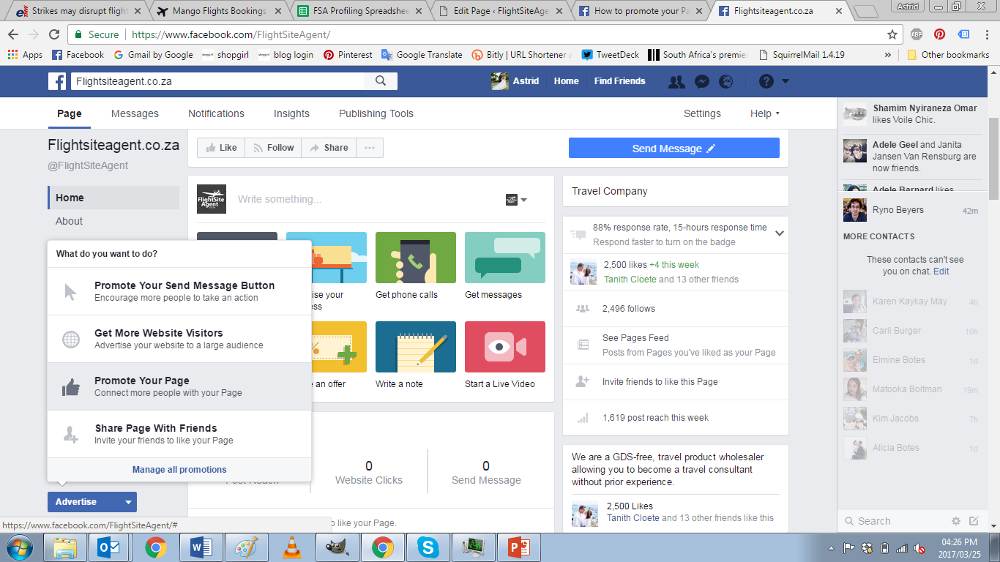 Strikes may disrupt flight
Mango Flights Bookings
FSA Profiling Spreadshee
Edit Page ‹ FlightSiteAge
How to promote your Pa
Flightsiteagent.co.za
Astrid
Secure
https://www.facebook.com/FlightSiteAgent/
ABP
Apps
Facebook
Gmail by Google
shopgirl
blog login
Pinterest
Google Translate
Bitly | URL Shortener a
TweetDeck
South Africa's premier
SquirrelMail 1.4.19
»
Other bookmarks
Flightsiteagent.co.za
Astrid
Home
Find Friends
Page
Messages
Notifications
Insights
Publishing Tools
Settings
Help
Flightsiteagent.co.za
@FlightSiteAgent
Home
About
Like
Follow
Share
...
Send Message
FlightSite
Agent
Write something...
What do you want to do?
Promote Your Send Message Button
Encourage more people to take an action
Get More Website Visitors
Advertise your website to a large audience
Promote Your Page
Connect more people with your Page
Share Page With Friends
Invite your friends to like your Page
Manage all promotions
Advertise
ise your
ess
Get phone calls
Get messages
an offer
Write a note
Start a Live Video
Post Reach
0
Website Clicks
0
Send Message
o like your Page.
Travel Company
88% response rate, 15-hours response time
Respond faster to turn on the badge
2,500 likes +4 this week
Tanith Cloete and 13 other friends
2,496 follows
See Pages Feed
Posts from Pages you've liked as your Page
Invite friends to like this Page
1,619 post reach this week
We are a GDS-free, travel product wholesaler
allowing you to become a travel consultant
without prior experience.
2,500 Likes
Tanith Cloete and 13 other friends like this
Shamim Nyiraneza Omar
likes Voile Chic.
Adele Geel and Janita
Jansen Van Rensburg are
now friends.
Adele Barnard likes
Ryno Beyers 42m
MORE CONTACTS
These contacts can't see
you on chat. Edit
Karen Kaykay May 4h
Carli Burger 16h
Elmine Botes 1d
Matooka Boltman 19m
Kim Jacobs 7h
Alicia Botes 1d
Search
https://www.facebook.com/FlightSiteAgent/#
04:26 PM
2017/03/25